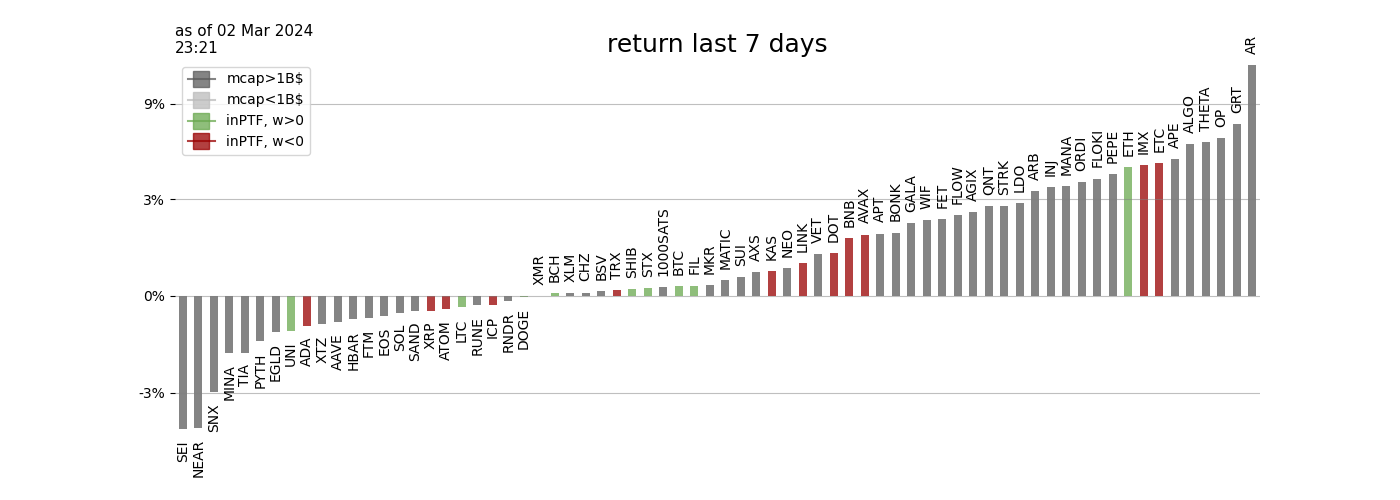 as of 02 Mar 2024
23:21
return last 7 days
mcap>1B$
mcap<1B$
inPTF, w>0
inPTF, w<0
9%
3%
0%
-3%
SEI
NEAR
SNX
MINA
TIA
PYTH
EGLD
UNI
ADA
XTZ
AAVE
HBAR
FTM
EOS
SOL
SAND
XRP
ATOM
LTC
RUNE
ICP
RNDR
DOGE
XMR
BCH
XLM
CHZ
BSV
TRX
SHIB
STX
1000SATS
BTC
FIL
MKR
MATIC
SUI
AXS
KAS
NEO
LINK
VET
DOT
BNB
AVAX
APT
BONK
GALA
WIF
FET
FLOW
AGIX
QNT
STRK
LDO
ARB
INJ
MANA
ORDI
FLOKI
PEPE
ETH
IMX
ETC
APE
ALGO
THETA
OP
GRT
AR